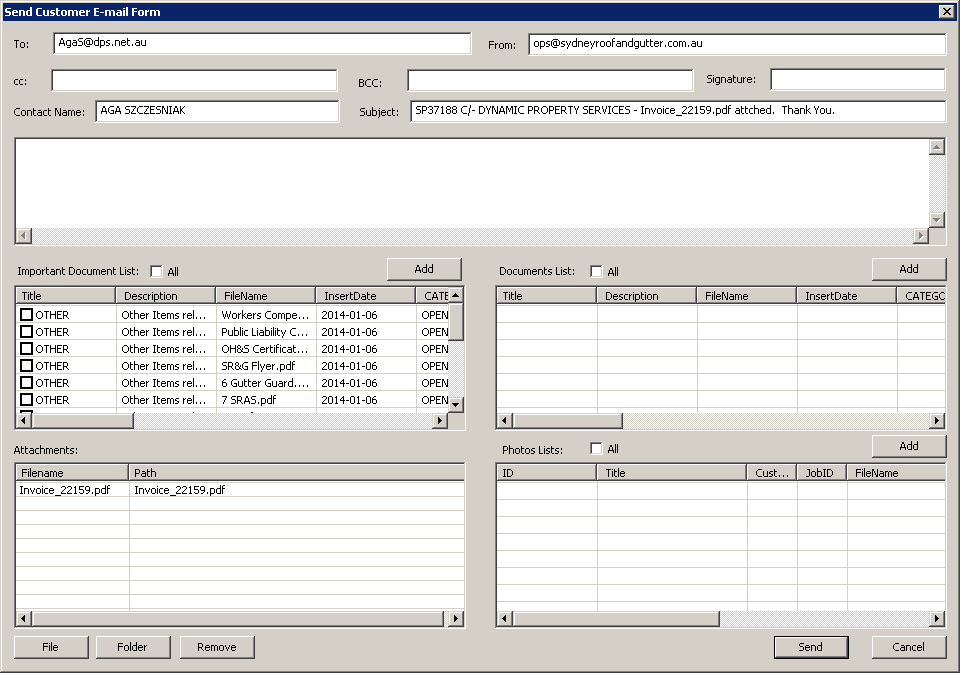 Send Customer E-mail Form
To: AgaS@dps.net.au From: ops@sydneyroofandgutter.com.au
cc: BCC: Signature:
Contact Name: AGA SZCZESNIAK Subject: SP37188 C/- DYNAMIC PROPERTY SERVICES - Invoice_22159.pdf attched.  Thank You.
Important Document List: All Add
Title Description FileName InsertDate CATE
OTHER Other Items rel... Workers Compe... 2014-01-06 OPEN
OTHER Other Items rel... Public Liability C... 2014-01-06 OPEN
OTHER Other Items rel... OH&S Certificat... 2014-01-06 OPEN
OTHER Other Items rel... SR&G Flyer.pdf 2014-01-06 OPEN
OTHER Other Items rel... 6 Gutter Guard.... 2014-01-06 OPEN
OTHER Other Items rel... 7 SRAS.pdf 2014-01-06 OPEN
Documents List: All Add
Title Description FileName InsertDate CATEGO
Attachments:
Filename Path
Invoice_22159.pdf Invoice_22159.pdf
Photos Lists: All Add
ID Title Cust... JobID FileName
File Folder Remove Send Cancel